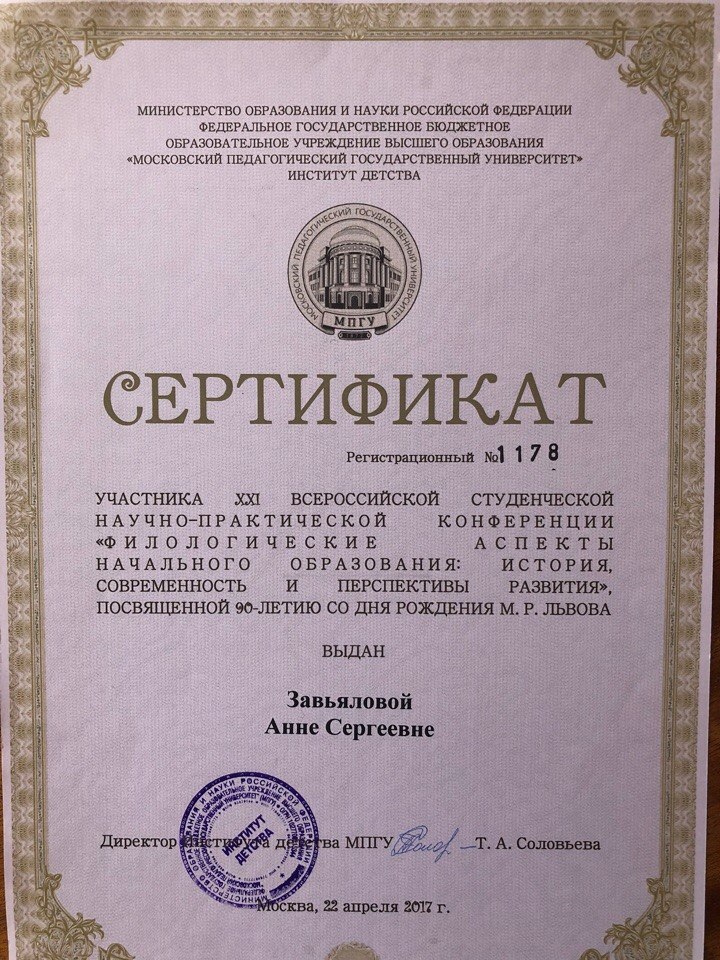 МИНИСТЕРСТВО ОБРАЗОВАНИЯ И НАУКИ РОССИЙСКОЙ ФЕДЕРАЦИИ
ФЕДЕРАЛЬНОЕ ГОСУДАРСТВЕННОЕ БЮДЖЕТНОЕ
ОБРАЗОВАТЕЛЬНОЕ УЧРЕЖДЕНИЕ ВЫСШЕГО ОБРАЗОВАНИЯ
«МОСКОВСКИЙ ПЕДАГОГИЧЕСКИЙ ГОСУДАРСТВЕННЫЙ УНИВЕРСИТЕТ»
ИНСТИТУТ ДЕТСТВА
МОСКОВСКИЙ ПЕДАГОГИЧЕСКИЙ ГОСУДАРСТВЕННЫЙ УНИВЕРСИТЕТ
МПГУ
СЕРТИФИКАТ
Регистрационный №1178
УЧАСТНИКА XXI ВСЕРОССИЙСКОЙ СТУДЕНЧЕСКОЙ
НАУЧНО-ПРАКТИЧЕСКОЙ КОНФЕРЕНЦИИ
«ФИЛОЛОГИЧЕСКИЕ АСПЕКТЫ
НАЧАЛЬНОГО ОБРАЗОВАНИЯ: ИСТОРИЯ,
СОВРЕМЕННОСТЬ И ПЕРСПЕКТИВЫ РАЗВИТИЯ»,
ПОСВЯЩЕННОЙ 90-ЛЕТИЮ СО ДНЯ РОЖДЕНИЯ М. Р. ЛЬВОВА
ВЫДАН
Завьяловой
Анне Сергеевне
ИНСТИТУТ
ДЕТСТВА
Директор Института детства МПГУ Т. А. Соловьева
Москва, 22 апреля 2017 г.